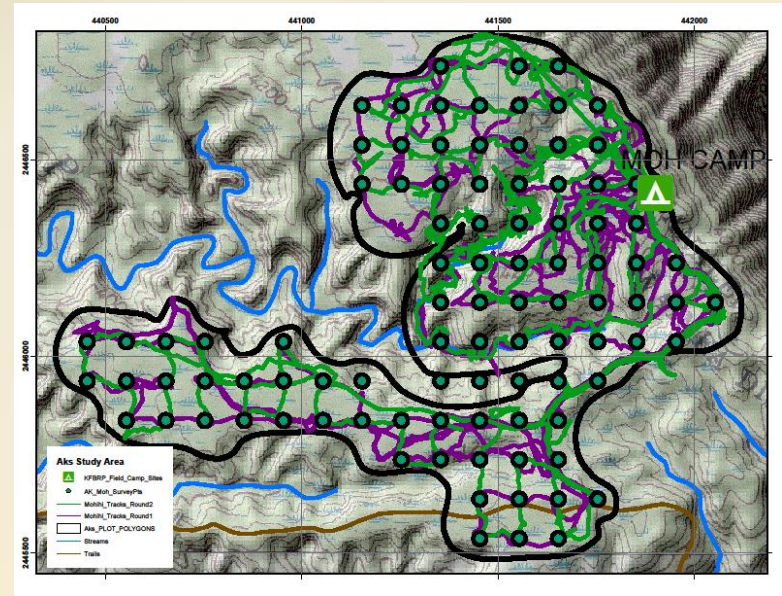 440500
441000
441500
442000
2446500
2446000
2445500
MOH CAMP
Aks Study Area
KFBRP_Field_Camp_Sites
AK_Moh_SurveyPts
Mohihi_Tracks_Round2
Mohihi_Tracks_Round1
Aks_PLOT_POLYGONS
Streams
Trails